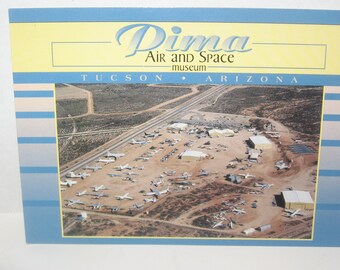 Pima
AIR AND SPACE
museum
TUCSON • ARIZONA